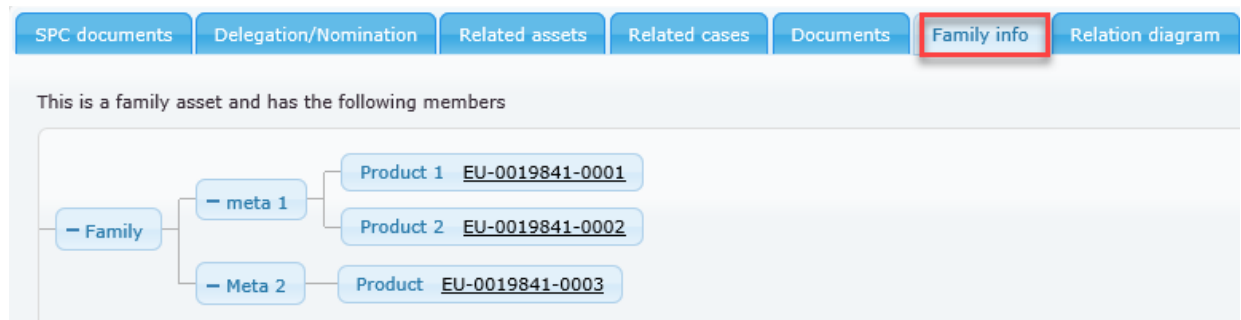 SPC documents Delegation/Nomination Related assets Related cases Documents Family info Relation diagram
This is a family asset and has the following members
Product 1 EU-0019841-0001
– meta 1
Product 2 EU-0019841-0002
– Family
– Meta 2 Product EU-0019841-0003